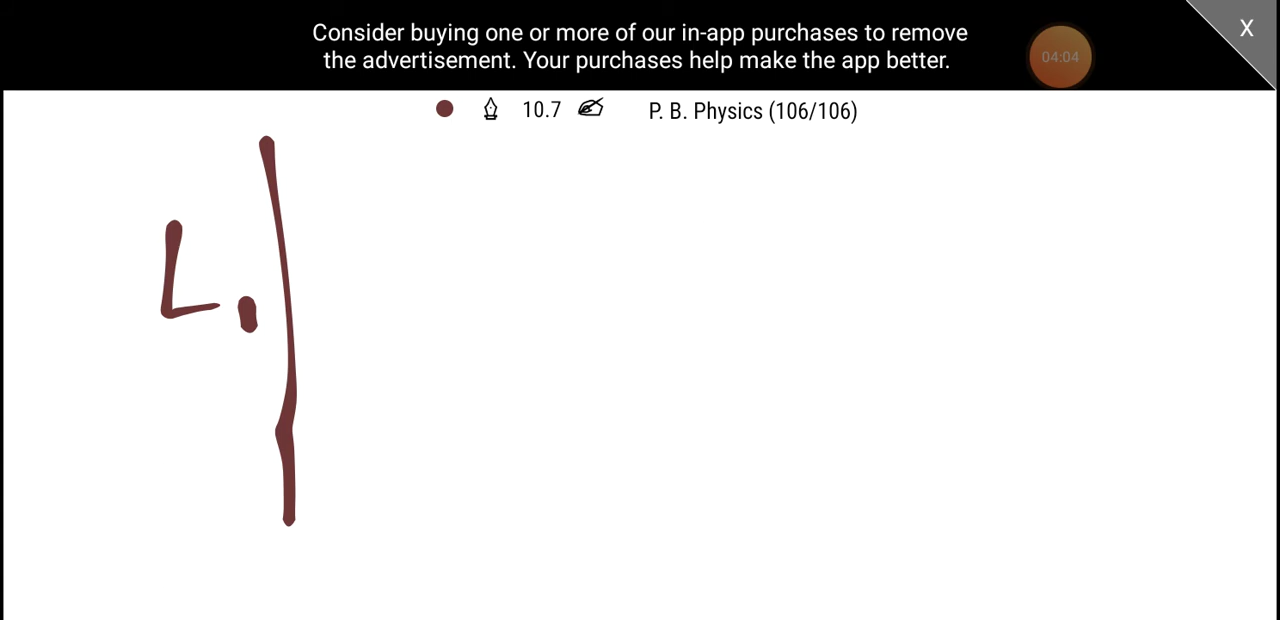 Consider buying one or more of our in-app purchases to remove
the advertisement. Your purchases help make the app better.
X
04:04
10.7 P. B. Physics (106/106)
L.